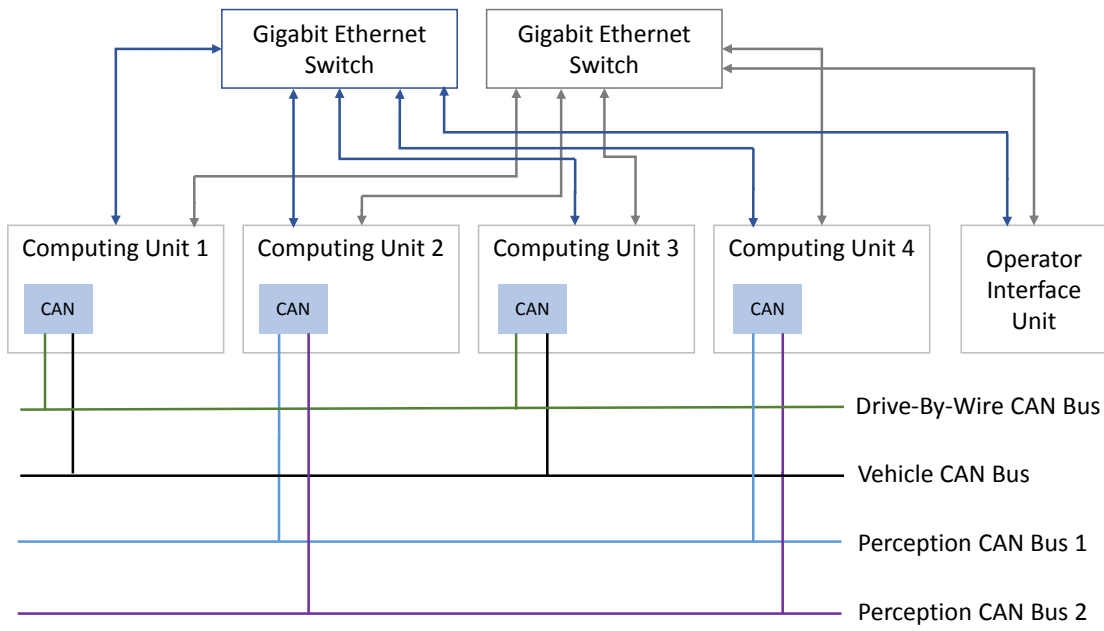 Gigabit Ethernet
Switch
Gigabit Ethernet
Switch
Computing Unit 1
Computing Unit 2
Computing Unit 3
Computing Unit 4
Operator
Interface
Unit
CAN
CAN
CAN
CAN
Drive-By-Wire CAN Bus
Vehicle CAN Bus
Perception CAN Bus 1
Perception CAN Bus 2